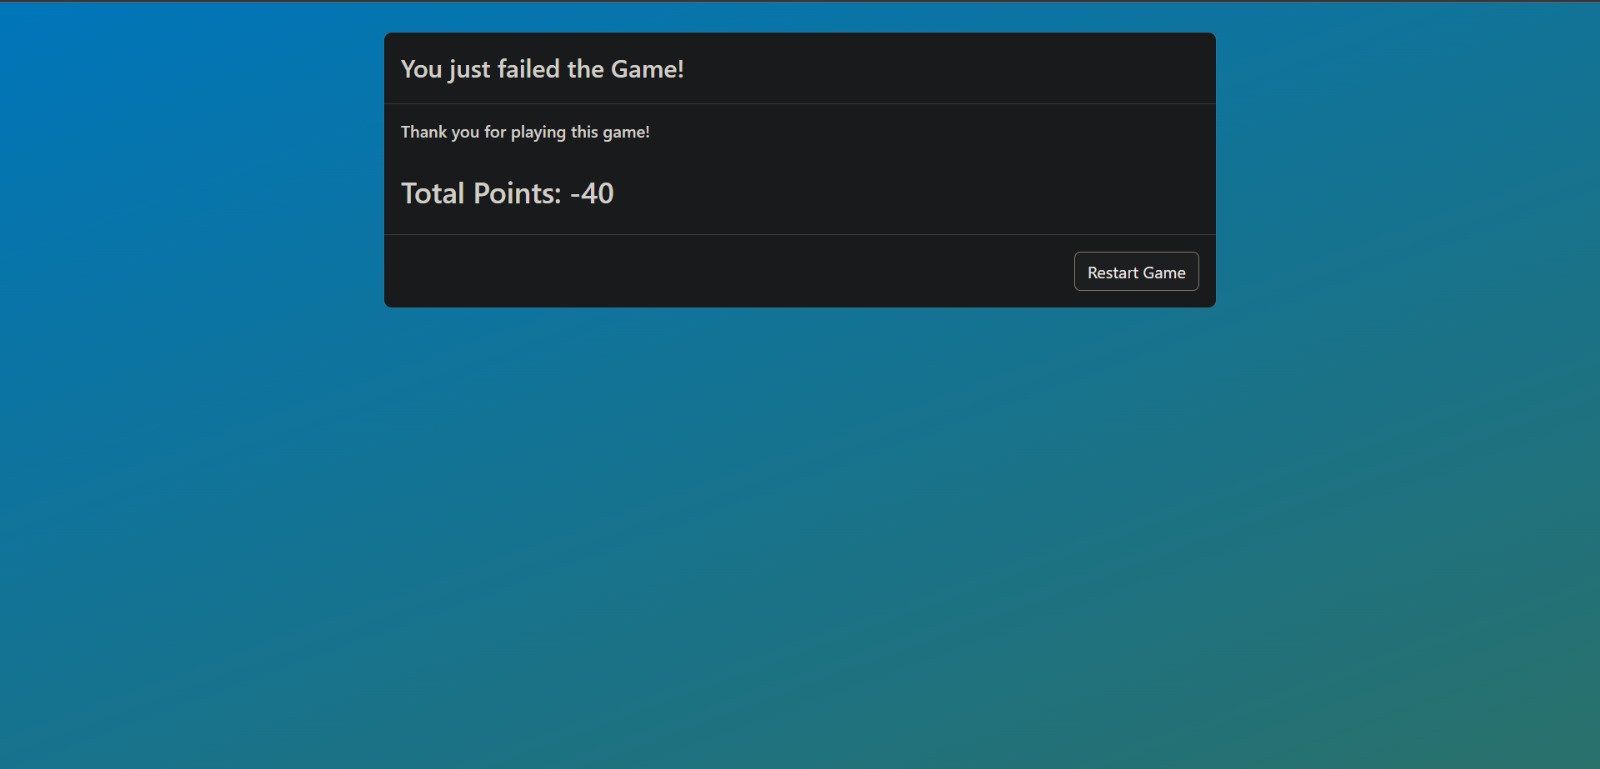 You just failed the Game!
Thank you for playing this game!
Total Points: -40
Restart Game